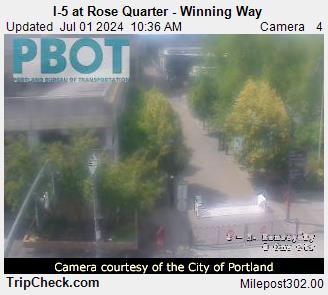 I-5 at Rose Quarter - Winning Way
Updated Jul 01 2024 10:36 AM Camera 4
PBOT
PORTLAND BUREAU OF TRANSPORTATION
Camera courtesy of the City of Portland
TripCheck.com Milepost302.00